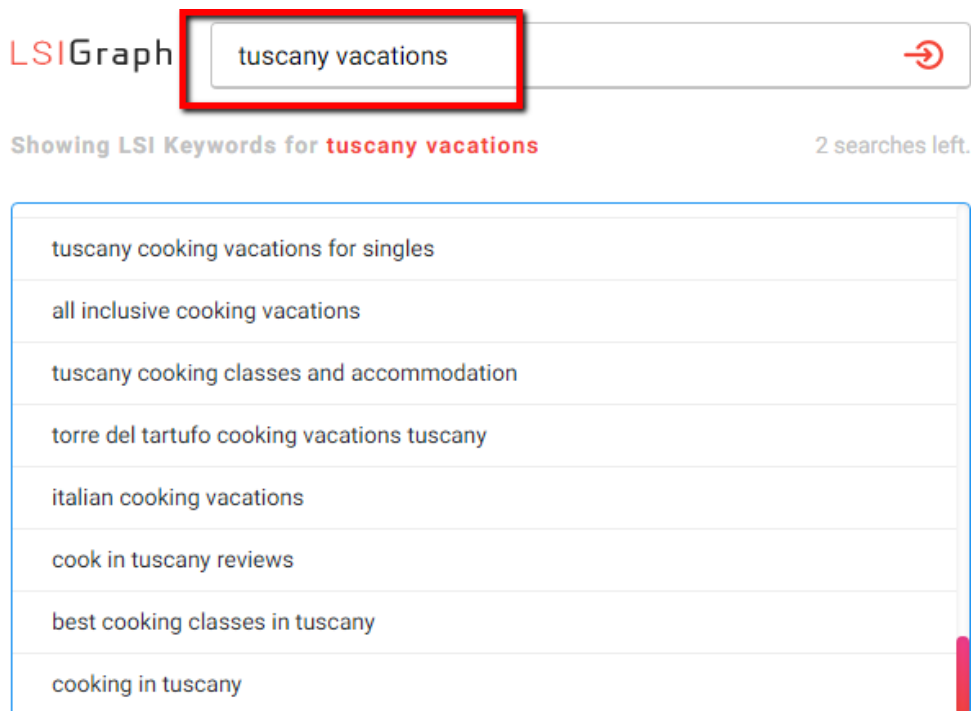 LSIGraph
tuscany vacations
Showing LSI Keywords for tuscany vacations
2 searches left.
tuscany cooking vacations for singles
all inclusive cooking vacations
tuscany cooking classes and accommodation
torre del tartufo cooking vacations tuscany
italian cooking vacations
cook in tuscany reviews
best cooking classes in tuscany
cooking in tuscany